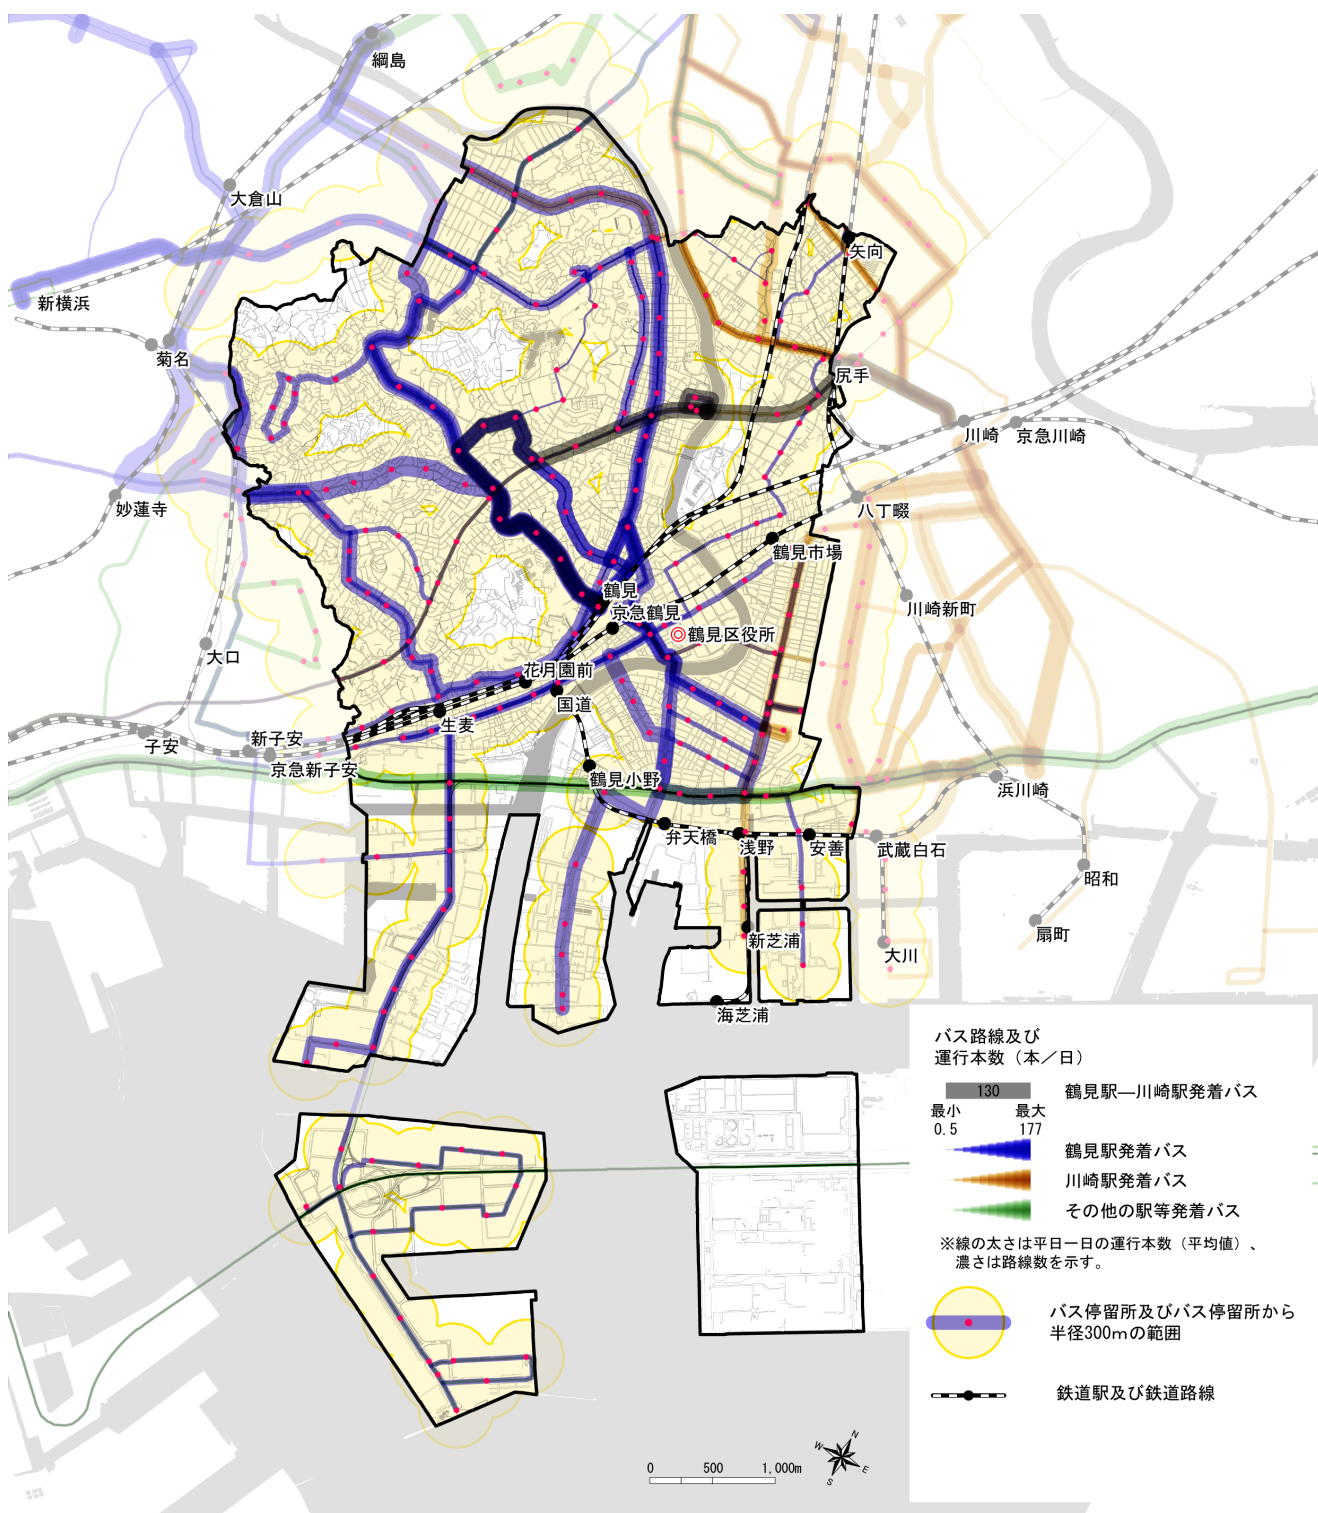 綱島
大倉山
新横浜
菊名
矢向
尻手
川崎
京急川崎
妙蓮寺
八丁畷
鶴見市場
鶴見
京急鶴見
鶴見区役所
川崎新町
大口
花月園前
国道
生麦
子安
新子安
京急新子安
鶴見小野
浜川崎
弁天橋
浅野
安善
武蔵白石
昭和
扇町
新芝浦
大川
海芝浦
バス路線及び
運行本数（本／日）
130
鶴見駅―川崎駅発着バス
最小
最大
0.5
177
鶴見駅発着バス
川崎駅発着バス
その他の駅等発着バス
※線の太さは平日一日の運行本数（平均値）、
濃さは路線数を示す。
バス停留所及びバス停留所から
半径300mの範囲
鉄道駅及び鉄道路線
0 500 1,000m
N
W
E
S